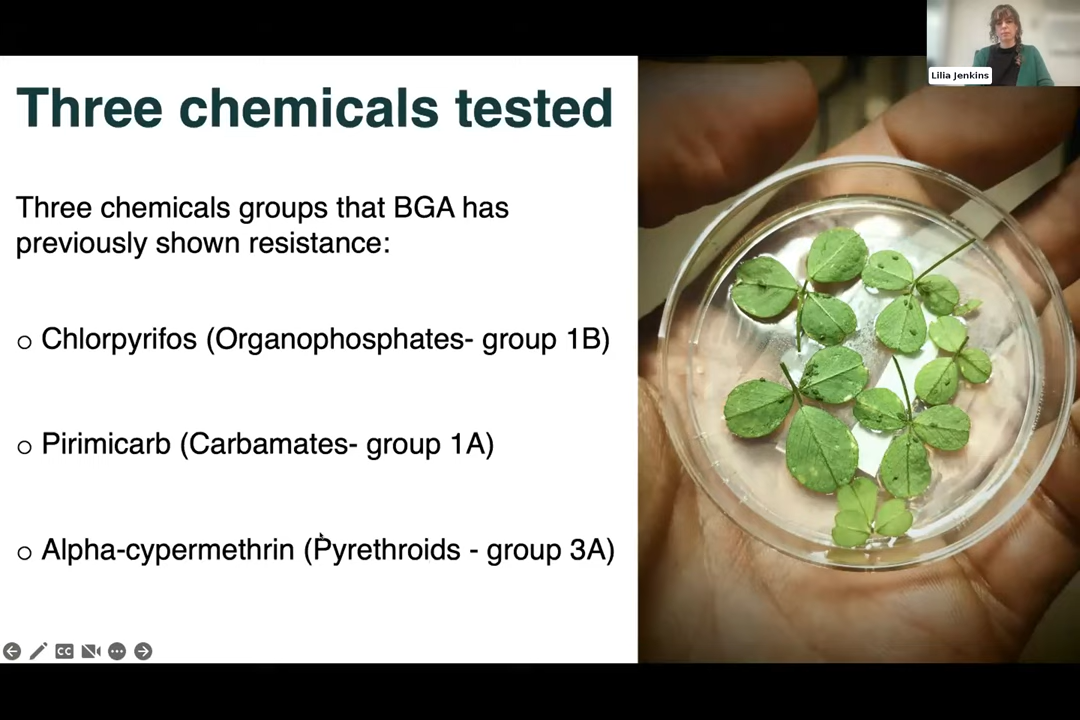 Three chemicals tested
Three chemicals groups that BGA has
previously shown resistance:
o Chlorpyrifos (Organophosphates- group 1B)
o Pirimicarb (Carbamates- group 1A)
o Alpha-cypermethrin (Pyrethroids - group 3A)
Lilia Jenkins
CC